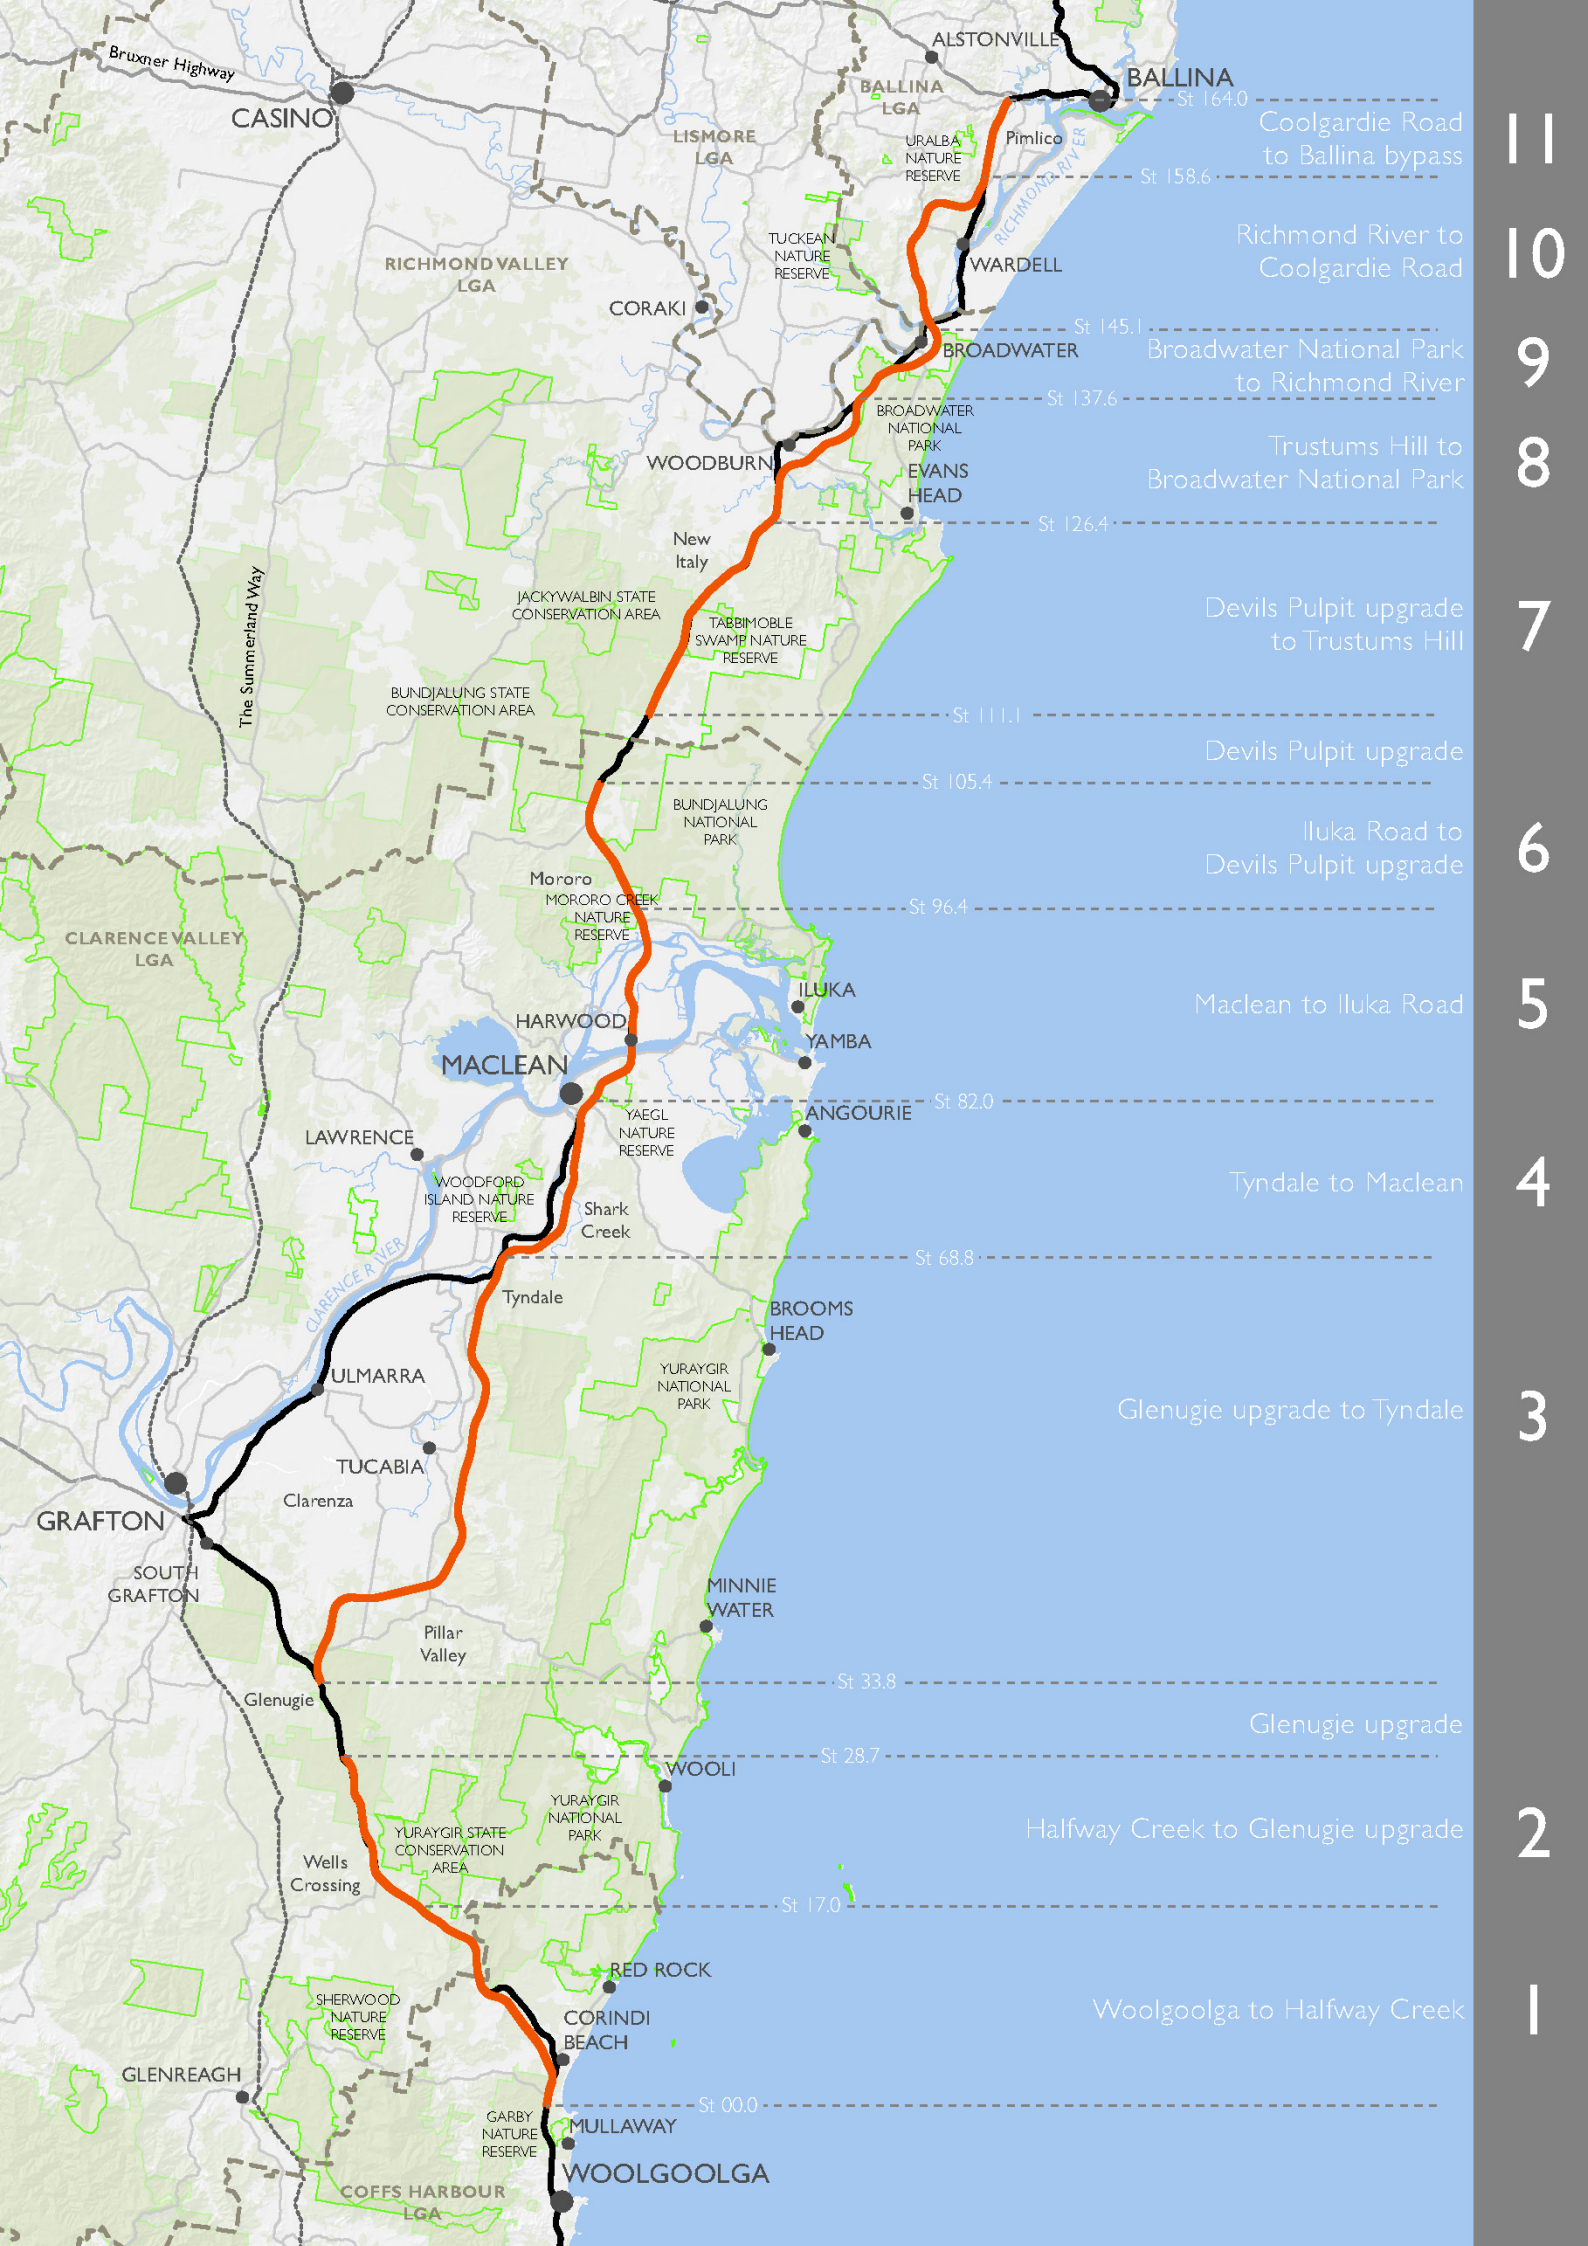 ALSTONVILLE
Bruxner Highway
BALLINA
BALLINA
LGA
St 164.0
CASINO
Coolgardie Road
to Ballina bypass
11
LISMORE
LGA
URALBA
NATURE
RESERVE
Pimlico
RICHMOND RIVER
St 158.6
TUCKEAN
NATURE
RESERVE
Richmond River to
Coolgardie Road
10
RICHMOND VALLEY
LGA
WARDELL
CORAKI
St 145.1
BROADWATER
Broadwater National Park
to Richmond River
9
St 137.6
BROADWATER
NATIONAL
PARK
WOODBURN
Trustums Hill to
Broadwater National Park
8
EVANS
HEAD
St 126.4
New
Italy
The Summerland Way
JACKYWALBIN STATE
CONSERVATION AREA
TABBIMOBLE
SWAMP NATURE
RESERVE
Devils Pulpit upgrade
to Trustums Hill
7
BUNDJALUNG STATE
CONSERVATION AREA
St 111.1
Devils Pulpit upgrade
St 105.4
BUNDJALUNG
NATIONAL
PARK
Iluka Road to
Devils Pulpit upgrade
6
Mororo
MORORO CREEK
NATURE
RESERVE
St 96.4
CLARENCE VALLEY
LGA
ILUKA
Maclean to Iluka Road
5
HARWOOD
YAMBA
MACLEAN
St 82.0
ANGOURIE
YAEGL
NATURE
RESERVE
LAWRENCE
WOODFORD
ISLAND NATURE
RESERVE
Tyndale to Maclean
4
Shark
Creek
CLARENCE RIVER
St 68.8
Tyndale
BROOMS
HEAD
ULMARRA
YURAYGIR
NATIONAL
PARK
Glenugie upgrade to Tyndale
3
TUCABIA
Clarenza
GRAFTON
SOUTH
GRAFTON
MINNIE
WATER
Pillar
Valley
St 33.8
Glenugie
Glenugie upgrade
St 28.7
WOOLI
YURAYGIR
NATIONAL
PARK
YURAYGIR STATE
CONSERVATION
AREA
Halfway Creek to Glenugie upgrade
2
Wells
Crossing
St 17.0
RED ROCK
SHERWOOD
NATURE
RESERVE
CORINDI
BEACH
Woolgoolga to Halfway Creek
1
GLENREAGH
St 00.0
GARBY
NATURE
RESERVE
MULLAWAY
WOOLGOOLGA
COFFS HARBOUR
LGA